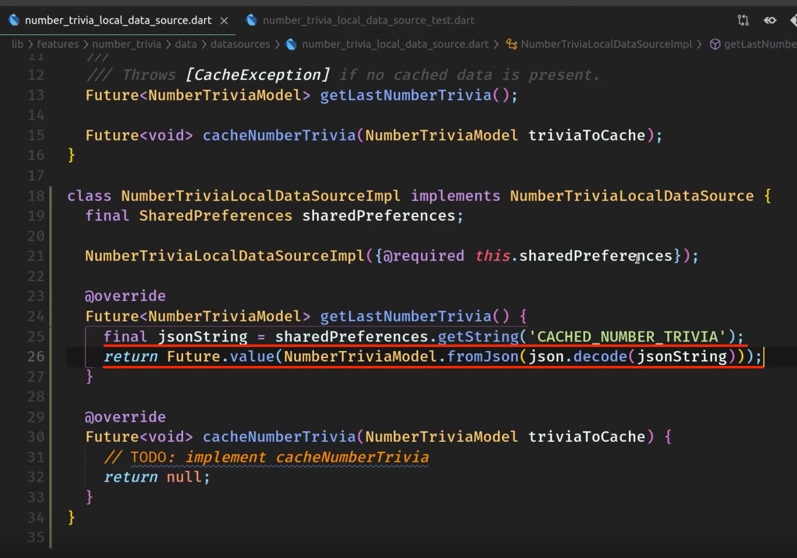 number_trivia_local_data_source.dart × number_trivia_local_data_source_test.dart
lib > features > number_trivia > data > datasources > number_trivia_local_data_source.dart > NumberTriviaLocalDataSourceImpl > getLastNumbe
11 ///
12 /// Throws [CacheException] if no cached data is present.
13 Future<NumberTriviaModel> getLastNumberTrivia();
14
15 Future<void> cacheNumberTrivia(NumberTriviaModel triviaToCache);
16 }
17
18 class NumberTriviaLocalDataSourceImpl implements NumberTriviaLocalDataSource {
19 final SharedPreferences sharedPreferences;
20
21 NumberTriviaLocalDataSourceImpl({@required this.sharedPreferences});
22
23 @override
24 Future<NumberTriviaModel> getLastNumberTrivia() {
25 final jsonString = sharedPreferences.getString('CACHED_NUMBER_TRIVIA');
26 return Future.value(NumberTriviaModel.fromJson(json.decode(jsonString)));
27 }
28
29 @override
30 Future<void> cacheNumberTrivia(NumberTriviaModel triviaToCache) {
31 // TODO: implement cacheNumberTrivia
32 return null;
33 }
34 }
35